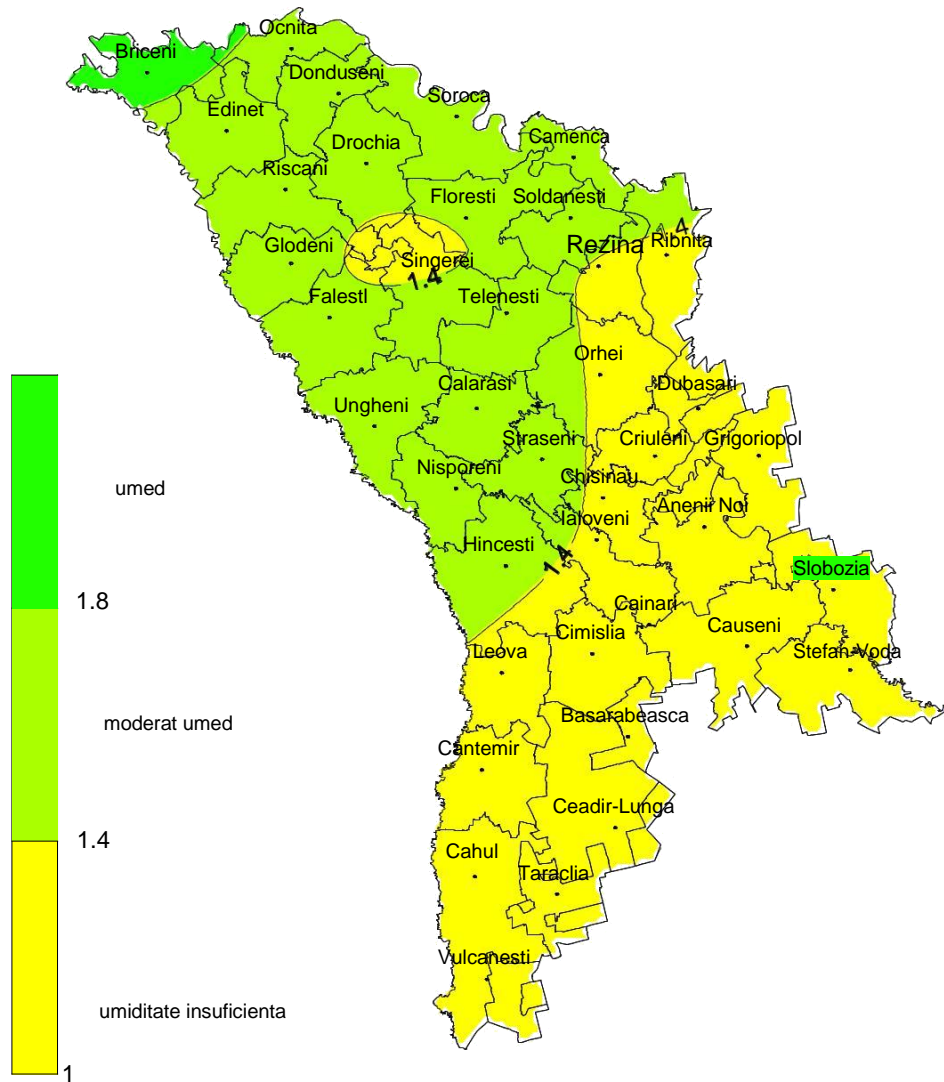 Ocnita
Briceni
Donduseni
Soroca
Edinet
Camenca
Drochia
Riscani
Floresti
Soldanesti
1.4
Glodeni
Rezina
Ribnita
Singerei
1.4
Falestl
Telenesti
Orhei
Calarasi
Dubasari
Ungheni
Straseni
Criuleni
Grigoriopol
Nisporeni
Chisinau
umed
Anenii Noi
Ialoveni
Hincesti
1.4
Slobozia
1.8
Cainari
Cimislia
Causeni
Leova
Stefan-Voda
moderat umed
Basarabeasca
Cantemir
Ceadir-Lunga
1.4
Cahul
Taraclia
Vulcanesti
umiditate insuficienta
1